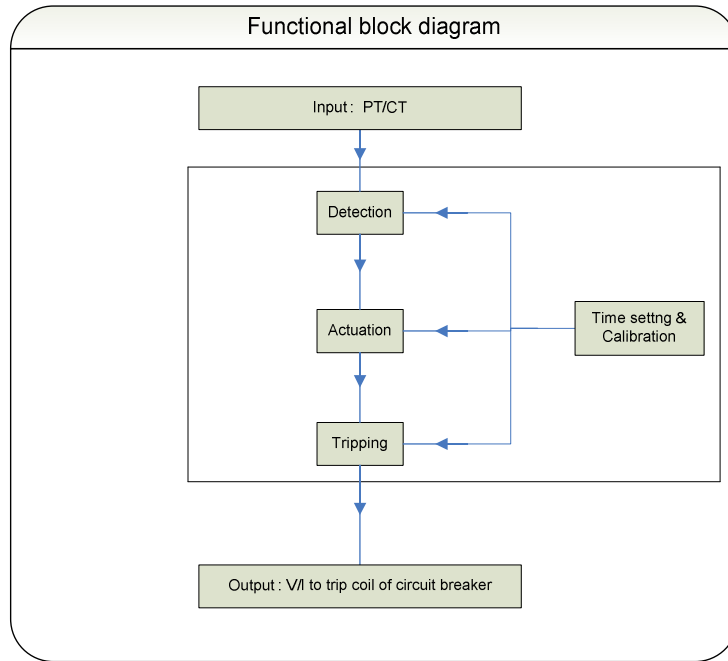 Functional block diagram
Input : PT/CT
Detection
Actuation
Time settng &
Calibration
Tripping
Output : V/I to trip coil of circuit breaker